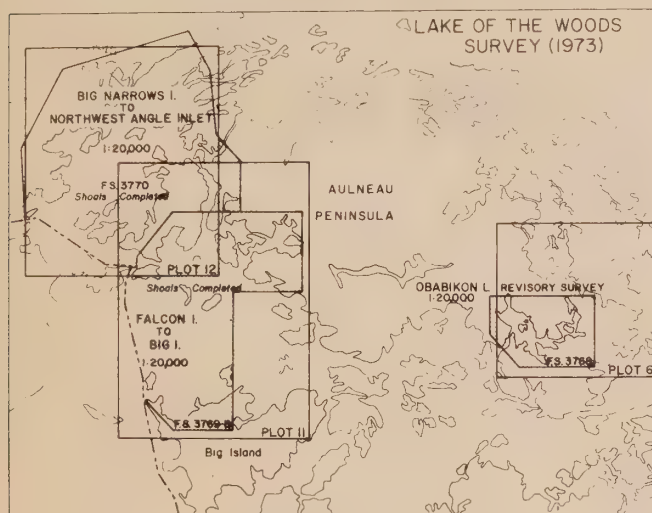 LAKE OF THE WOODS
SURVEY (1973)
BIG NARROWS I.
TO
NORTHWEST ANGLE INLET
1:20,000
F.S. 3770
Shoals Completed
AULNEAU
PENINSULA
PLOT 12
Shoals Completed
OBABIKON L. REVISORY SURVEY
1:20,000
FALCON I.
TO
BIG I.
1:20,000
F.S. 3768
PLOT 6
F.S. 3769
PLOT 11
Big Island